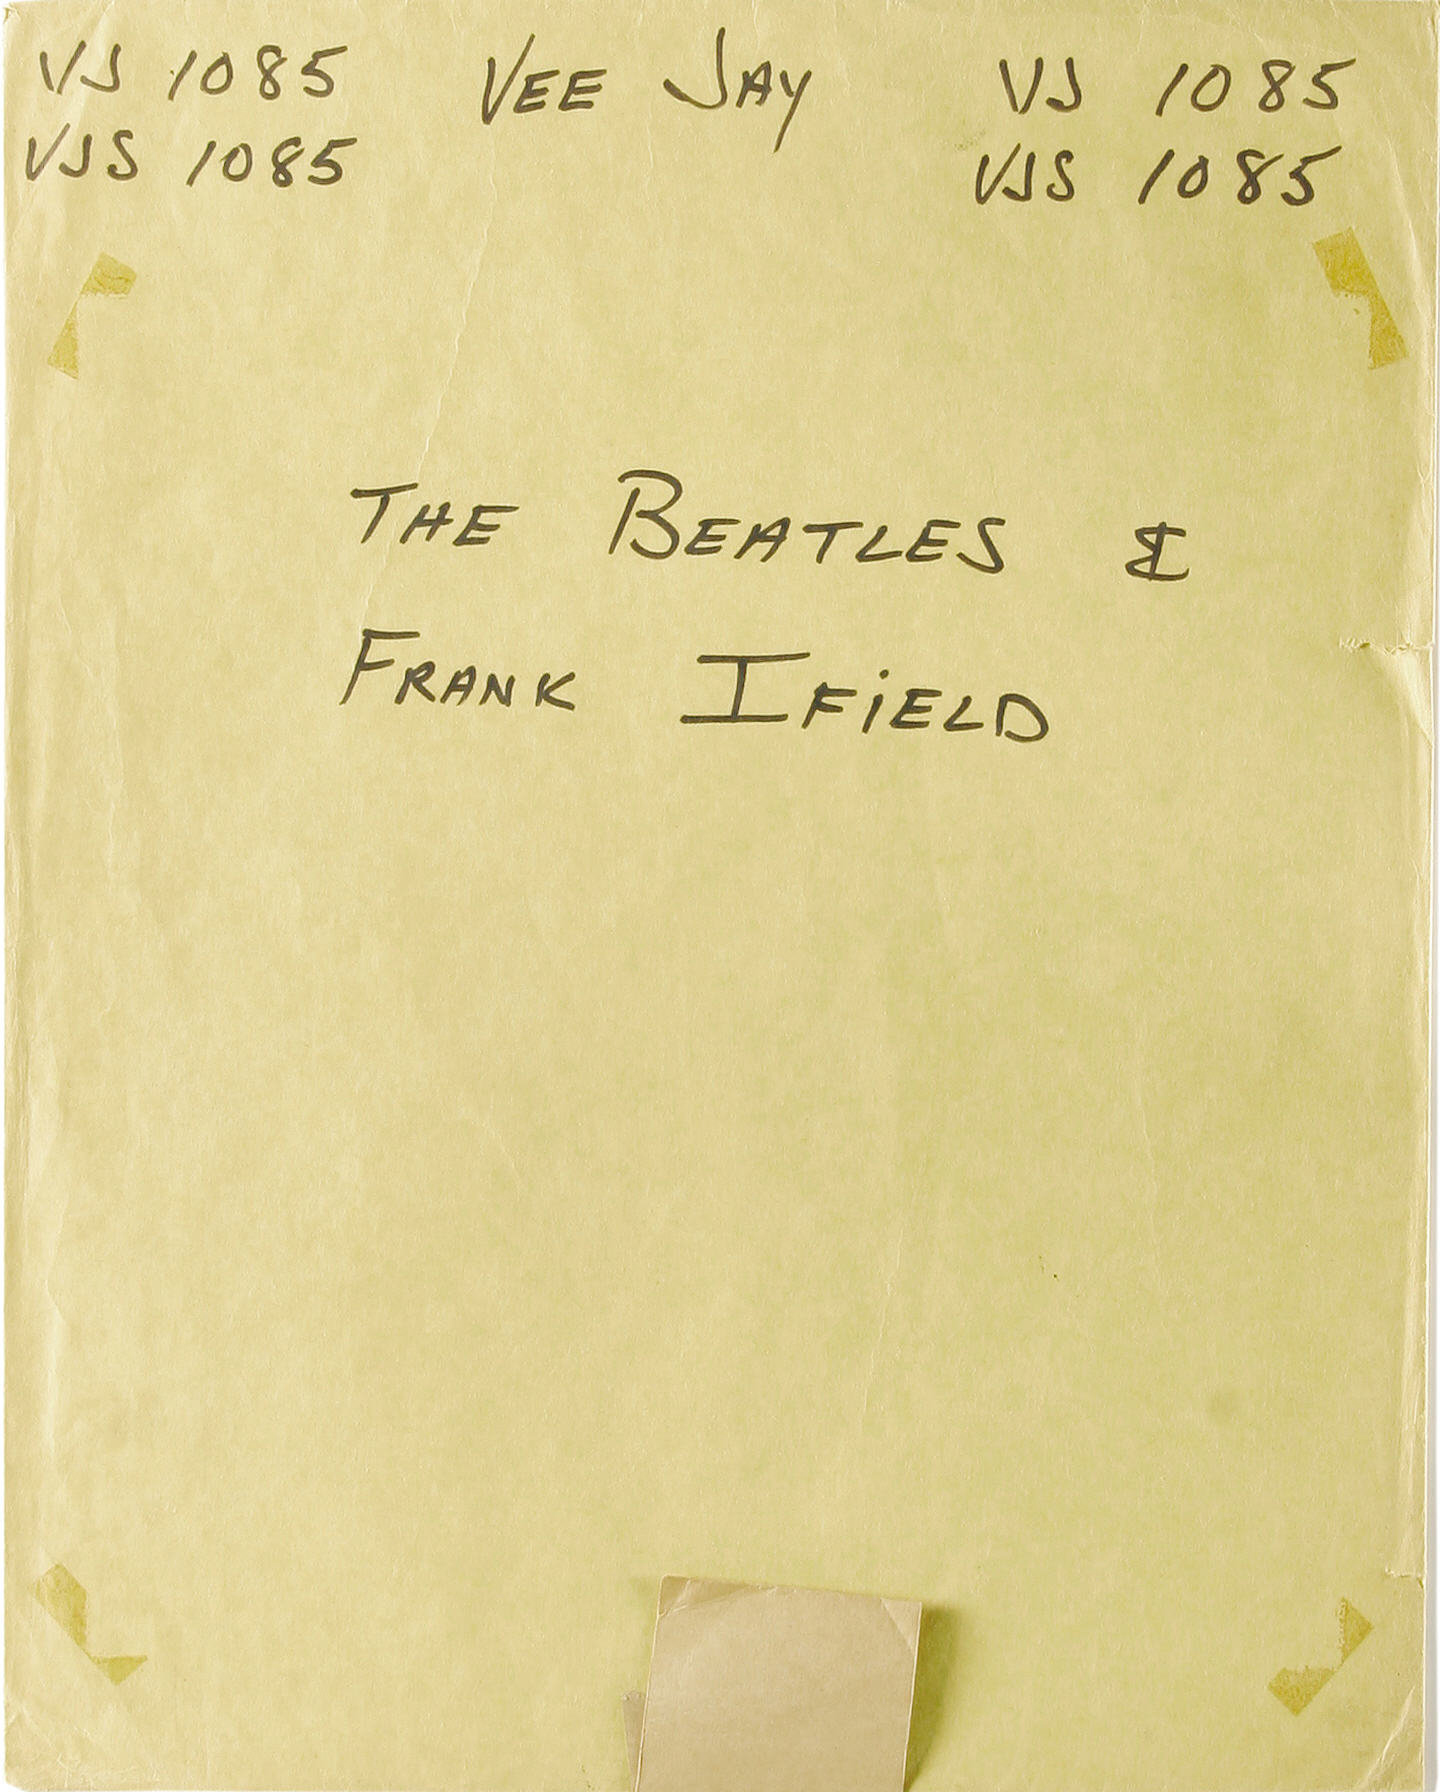 VJ 1085 VEE JAY VJ 1085
VJS 1085 VJS 1085
THE BEATLES &
FRANK IFiELD